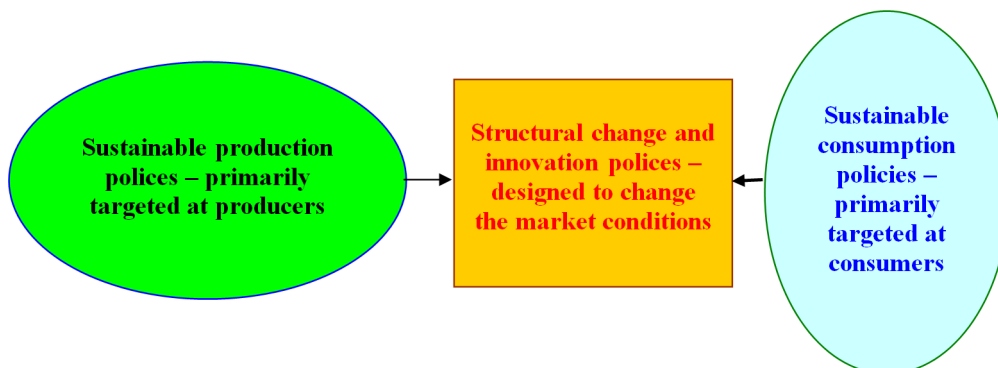 Sustainable production
polices – primarily
targeted at producers
Structural change and
innovation polices –
designed to change
the market conditions
Sustainable
consumption
policies –
primarily
targeted at
consumers